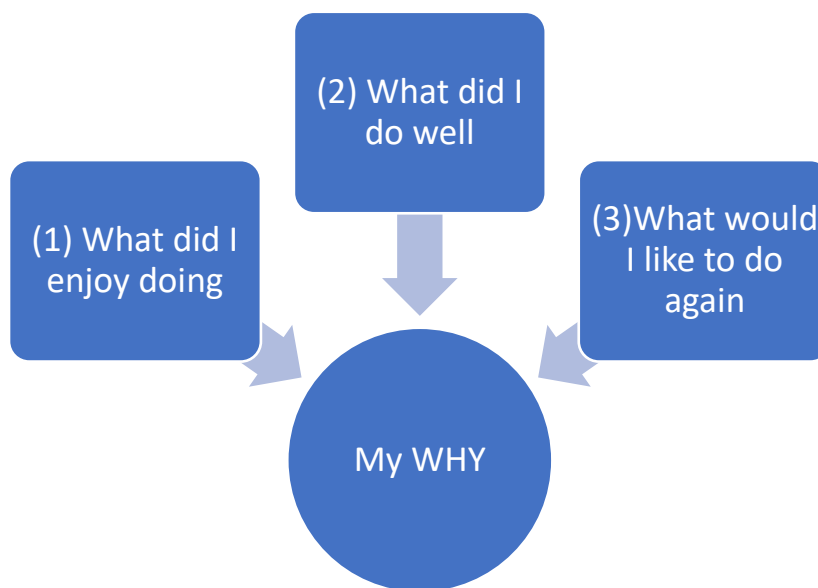 (1) What did I
enjoy doing
(2) What did I
do well
(3)What would
I like to do
again
My WHY